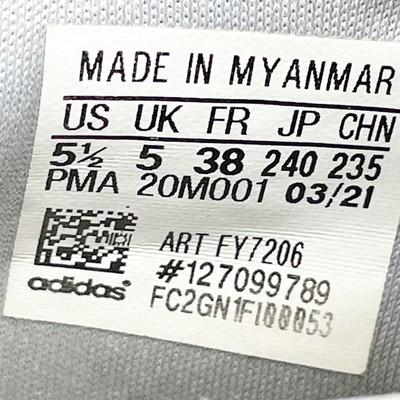 MADE IN MYANMAR
US UK FR JP CHN
5½ 5 38 240 235
PMA 20M001 03/21
ART FY7206
#127099789
adidas